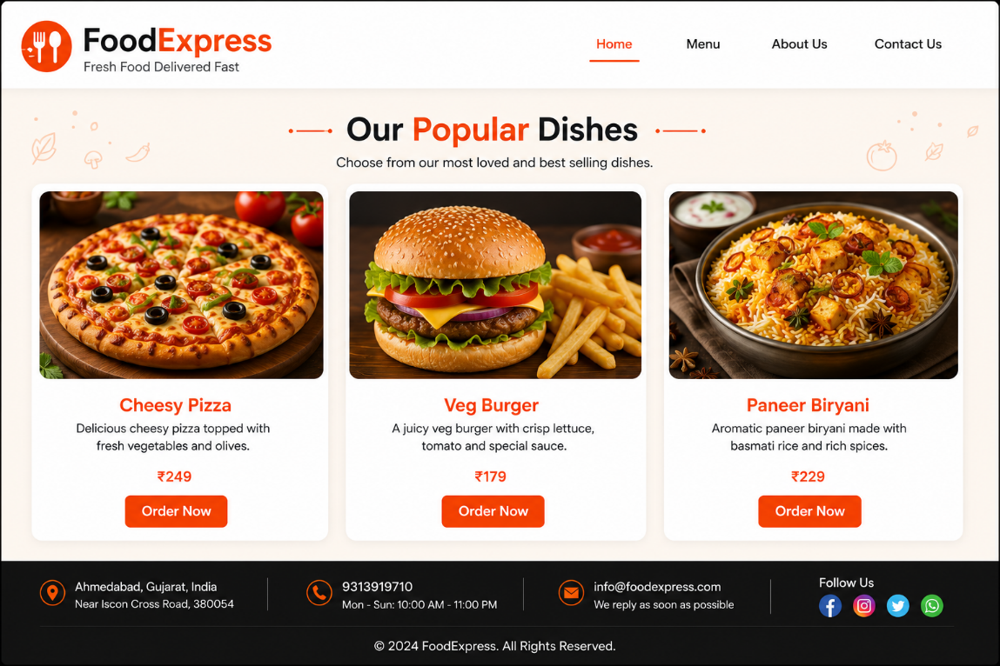 FoodExpress
Fresh Food Delivered Fast
Home
Menu
About Us
Contact Us
Our Popular Dishes
Choose from our most loved and best selling dishes.
Cheesy Pizza
Delicious cheesy pizza topped with
fresh vegetables and olives.
₹249
Order Now
Veg Burger
A juicy veg burger with crisp lettuce,
tomato and special sauce.
₹179
Order Now
Paneer Biryani
Aromatic paneer biryani made with
basmati rice and rich spices.
₹229
Order Now
Ahmedabad, Gujarat, India
Near Iscon Cross Road, 380054
9313919710
Mon - Sun: 10:00 AM - 11:00 PM
info@foodexpress.com
We reply as soon as possible
Follow Us
© 2024 FoodExpress. All Rights Reserved.